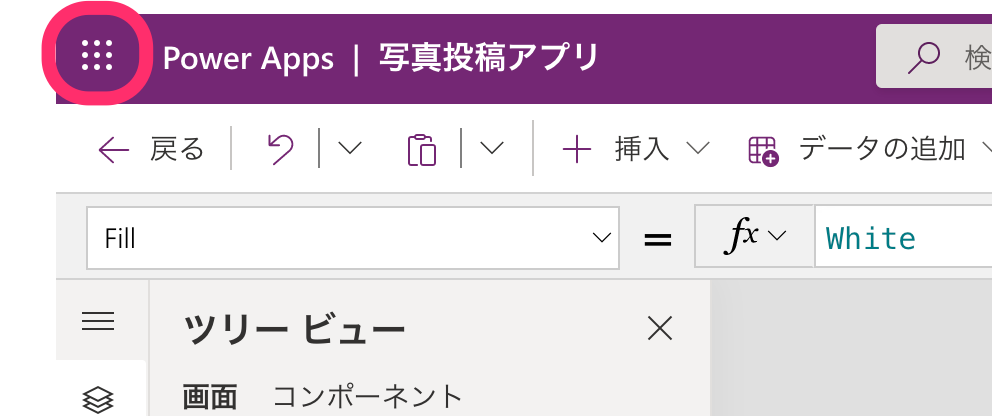 Power Apps | 写真投稿アプリ 検
戻る 挿入 データの追加
Fill = fx White
ツリー ビュー
画面 コンポーネント